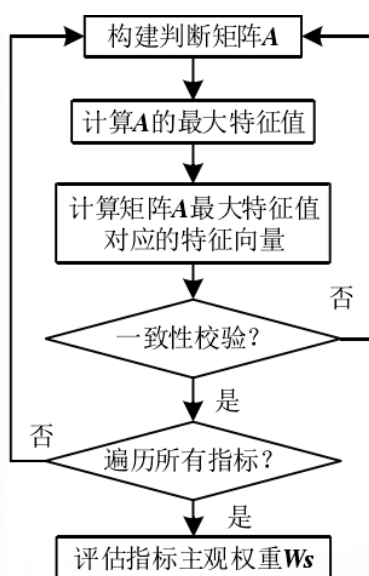 构建判断矩阵A
计算A的最大特征值
计算矩阵A最大特征值
对应的特征向量
否
一致性校验？
是
否
遍历所有指标？
是
评估指标主观权重Ws